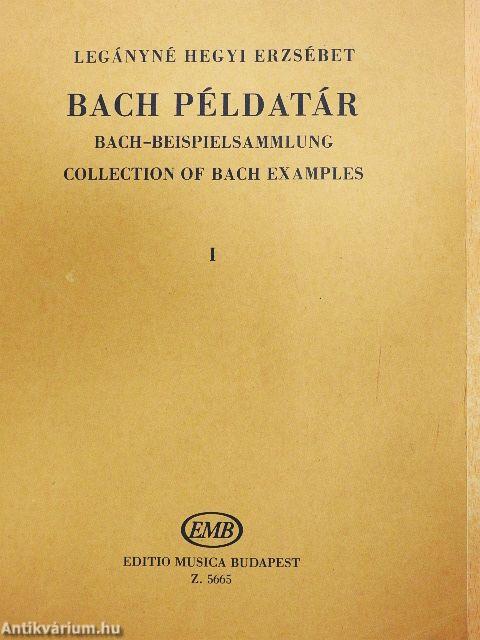 LEGÁNYNÉ HEGYI ERZSÉBET
BACH PÉLDATÁR
BACH-BEISPIELSAMMLUNG
COLLECTION OF BACH EXAMPLES
I
EMB
EDITIO MUSICA BUDAPEST
Z. 5665
Antikvárium.hu